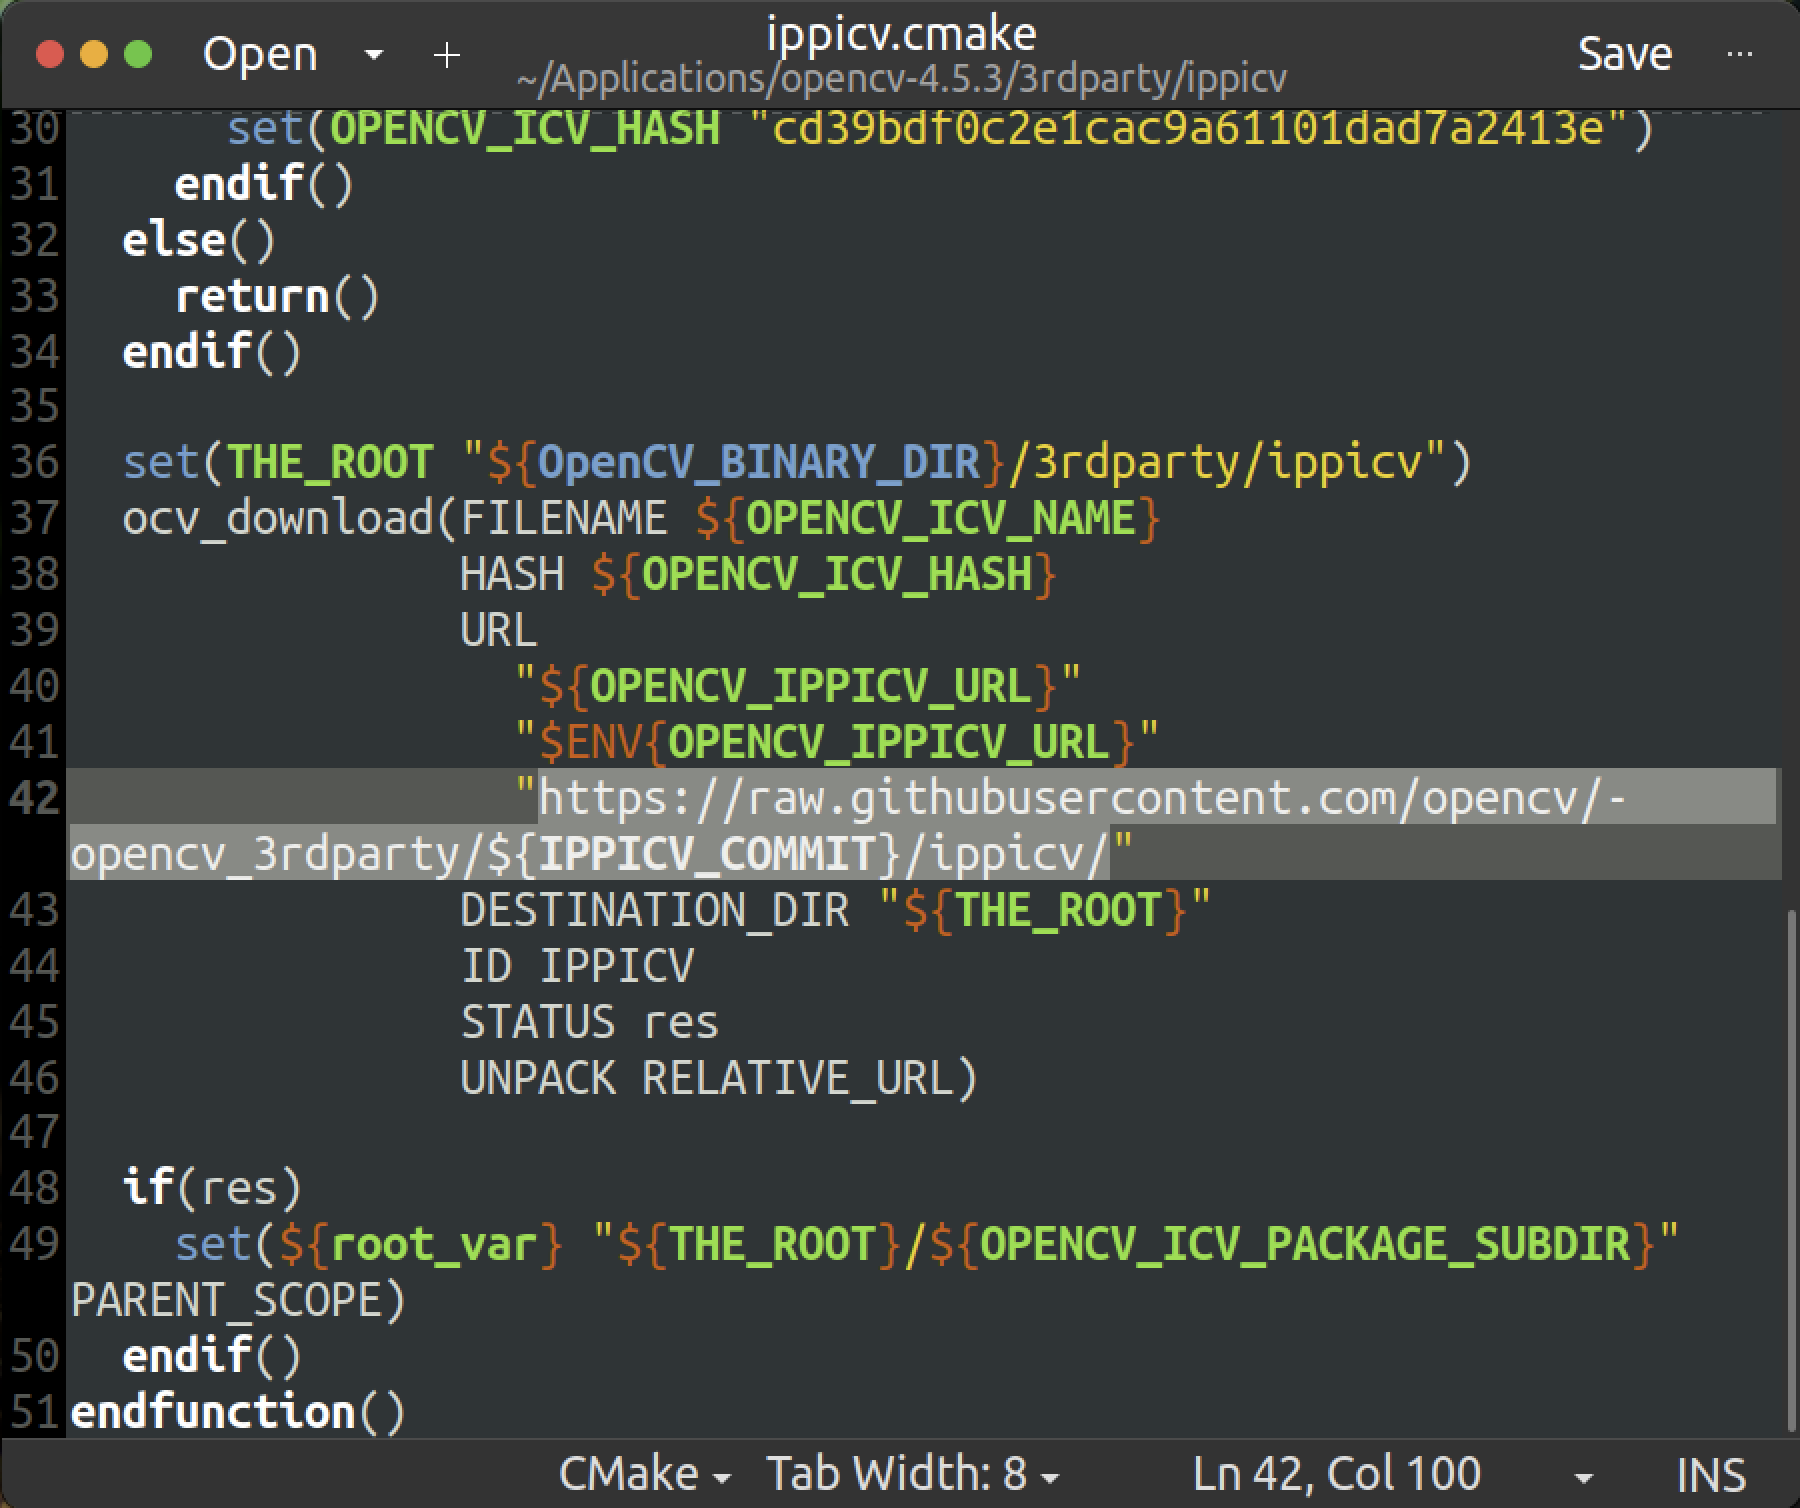 Open
ippicv.cmake
~/Applications/opencv-4.5.3/3rdparty/ippicv
Save
30       set(OPENCV_ICV_HASH "cd39bdf0c2e1cac9a61101dad7a2413e")
31     endif()
32   else()
33     return()
34   endif()
35
36   set(THE_ROOT "${OpenCV_BINARY_DIR}/3rdparty/ippicv")
37   ocv_download(FILENAME ${OPENCV_ICV_NAME}
38                HASH ${OPENCV_ICV_HASH}
39                URL
40                  "${OPENCV_IPPICV_URL}"
41                  "$ENV{OPENCV_IPPICV_URL}"
42                  "https://raw.githubusercontent.com/opencv/-
opencv_3rdparty/${IPPICV_COMMIT}/ippicv/"
43                DESTINATION_DIR "${THE_ROOT}"
44                ID IPPICV
45                STATUS res
46                UNPACK RELATIVE_URL)
47
48   if(res)
49     set(${root_var} "${THE_ROOT}/${OPENCV_ICV_PACKAGE_SUBDIR}"
PARENT_SCOPE)
50   endif()
51 endfunction()
CMake Tab Width: 8 Ln 42, Col 100 INS